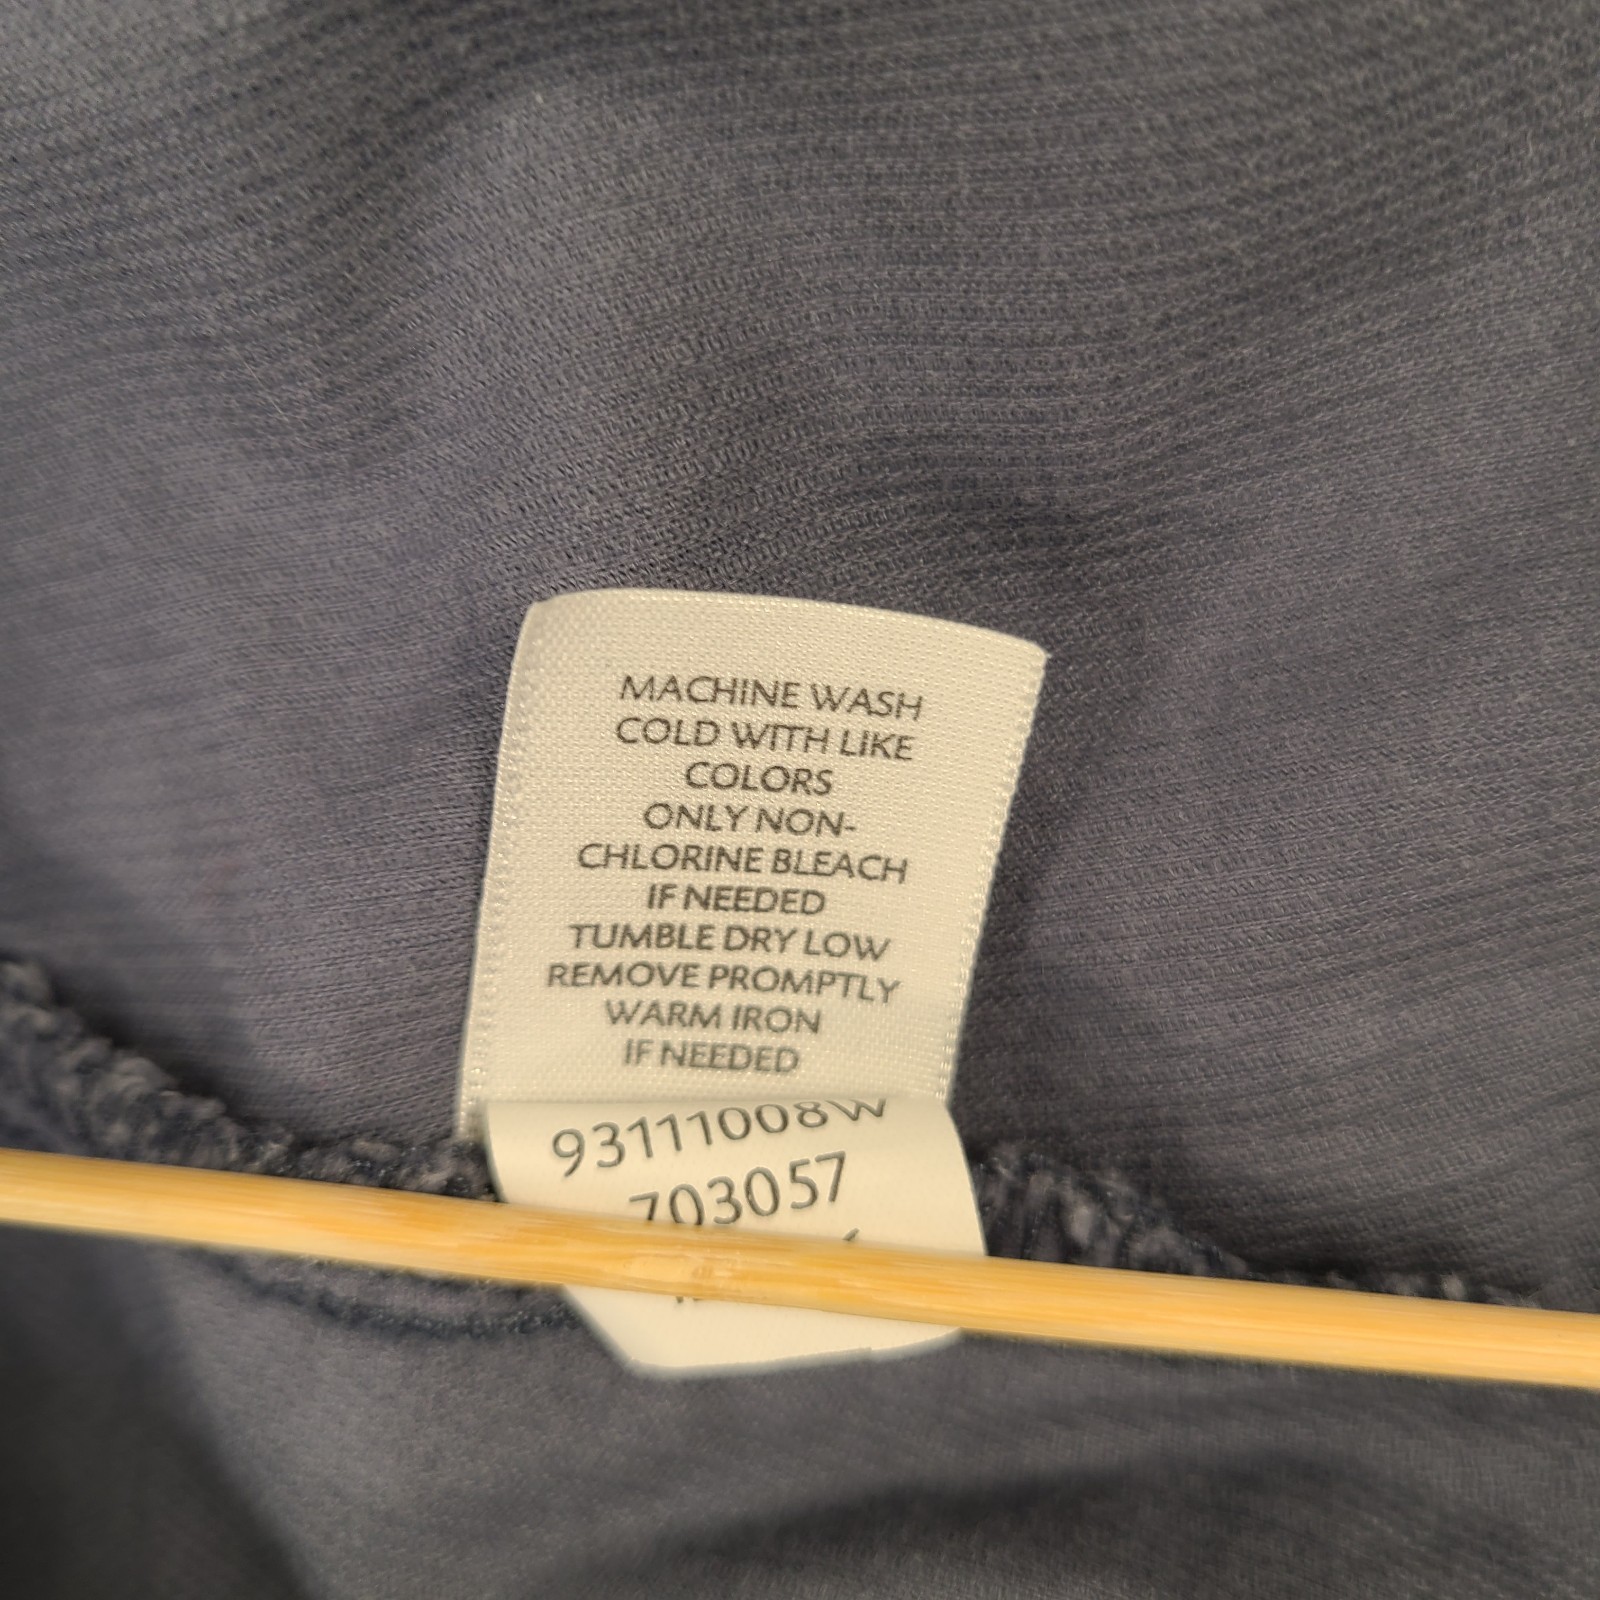 MACHINE WASH
COLD WITH LIKE
COLORS
ONLY NON-
CHLORINE BLEACH
IF NEEDED
TUMBLE DRY LOW
REMOVE PROMPTLY
WARM IRON
IF NEEDED
93111008W
703057